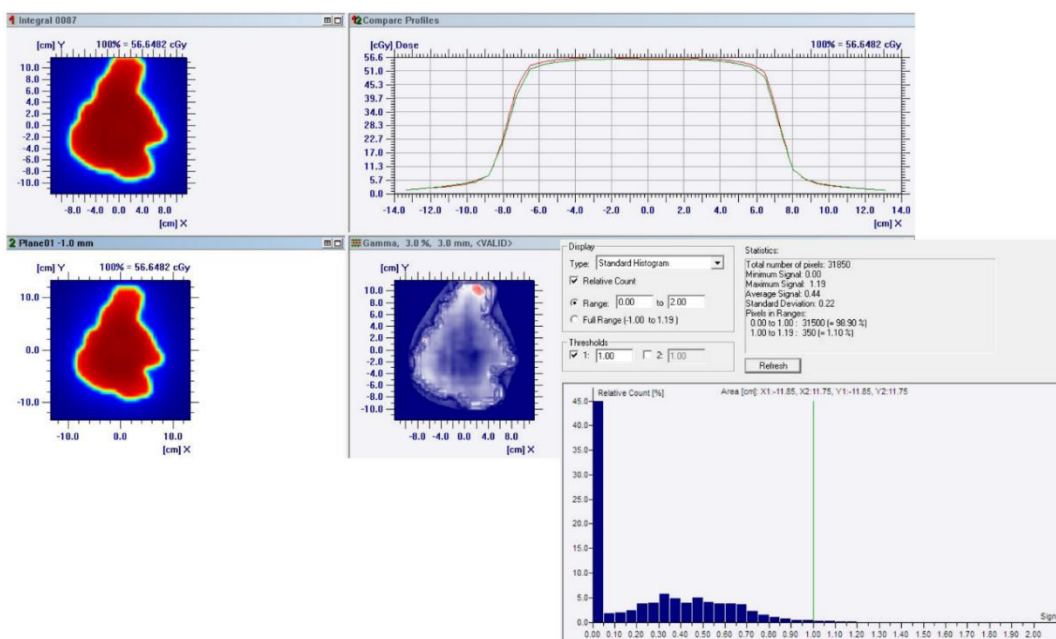 1 Integral 0087
[cm] Y
100% = 56.6482 cGy
10.0
8.0
6.0
4.0
2.0
0.0
-2.0
-4.0
-6.0
-8.0
-10.0
-8.0 -4.0 0.0 4.0 8.0
[cm] X
12 Compare Profiles
[cGy] Dose
100% = 56.6482 cGy
56.6
51.0
45.3
39.7
34.0
28.3
22.7
17.0
11.3
5.7
0.0
-14.0 -12.0 -10.0 -8.0 -6.0 -4.0 -2.0 0.0 2.0 4.0 6.0 8.0 10.0 12.0 14.0
[cm] X
2 Plane01 -1.0 mm
[cm] Y
100% = 56.6482 cGy
10.0
0.0
-10.0
-10.0 0.0 10.0
[cm] X
Gamma, 3.0 %, 3.0 mm, <VALID>
[cm] Y
10.0
8.0
6.0
4.0
2.0
0.0
-2.0
-4.0
-6.0
-8.0
-10.0
-8.0 -4.0 0.0 4.0 8.0
[cm] X
Display
Type: Standard Histogram
Relative Count
Range: 0.00 to 2.00
Full Range (-1.00 to 1.19 )
Thresholds
1: 1.00 2: 1.00
Statistics:
Total number of pixels: 31850
Minimum Signal: 0.00
Maximum Signal: 1.19
Average Signal: 0.44
Standard Deviation: 0.22
Pixels in Ranges:
0.00 to 1.00 : 31500 (= 98.90 %)
1.00 to 1.19 : 350 (= 1.10 %)
Refresh
Relative Count [%]
Area [cm]: X1:-11.85, X2:11.75, Y1:-11.85, Y2:11.75
45.0
40.0
35.0
30.0
25.0
20.0
15.0
10.0
5.0
0.0
Sign
0.00 0.10 0.20 0.30 0.40 0.50 0.60 0.70 0.80 0.90 1.00 1.10 1.20 1.30 1.40 1.50 1.60 1.70 1.80 1.90 2.00